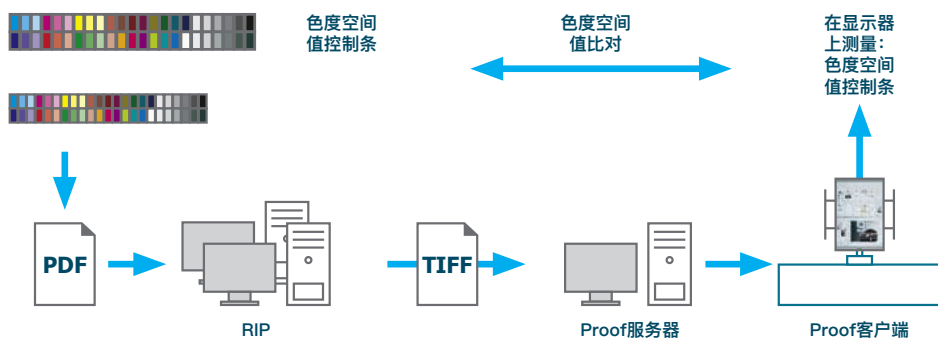 色度空间
值控制条
色度空间
值比对
在显示器
上测量：
色度空间
值控制条
PDF
TIFF
RIP
Proof服务器
Proof客户端